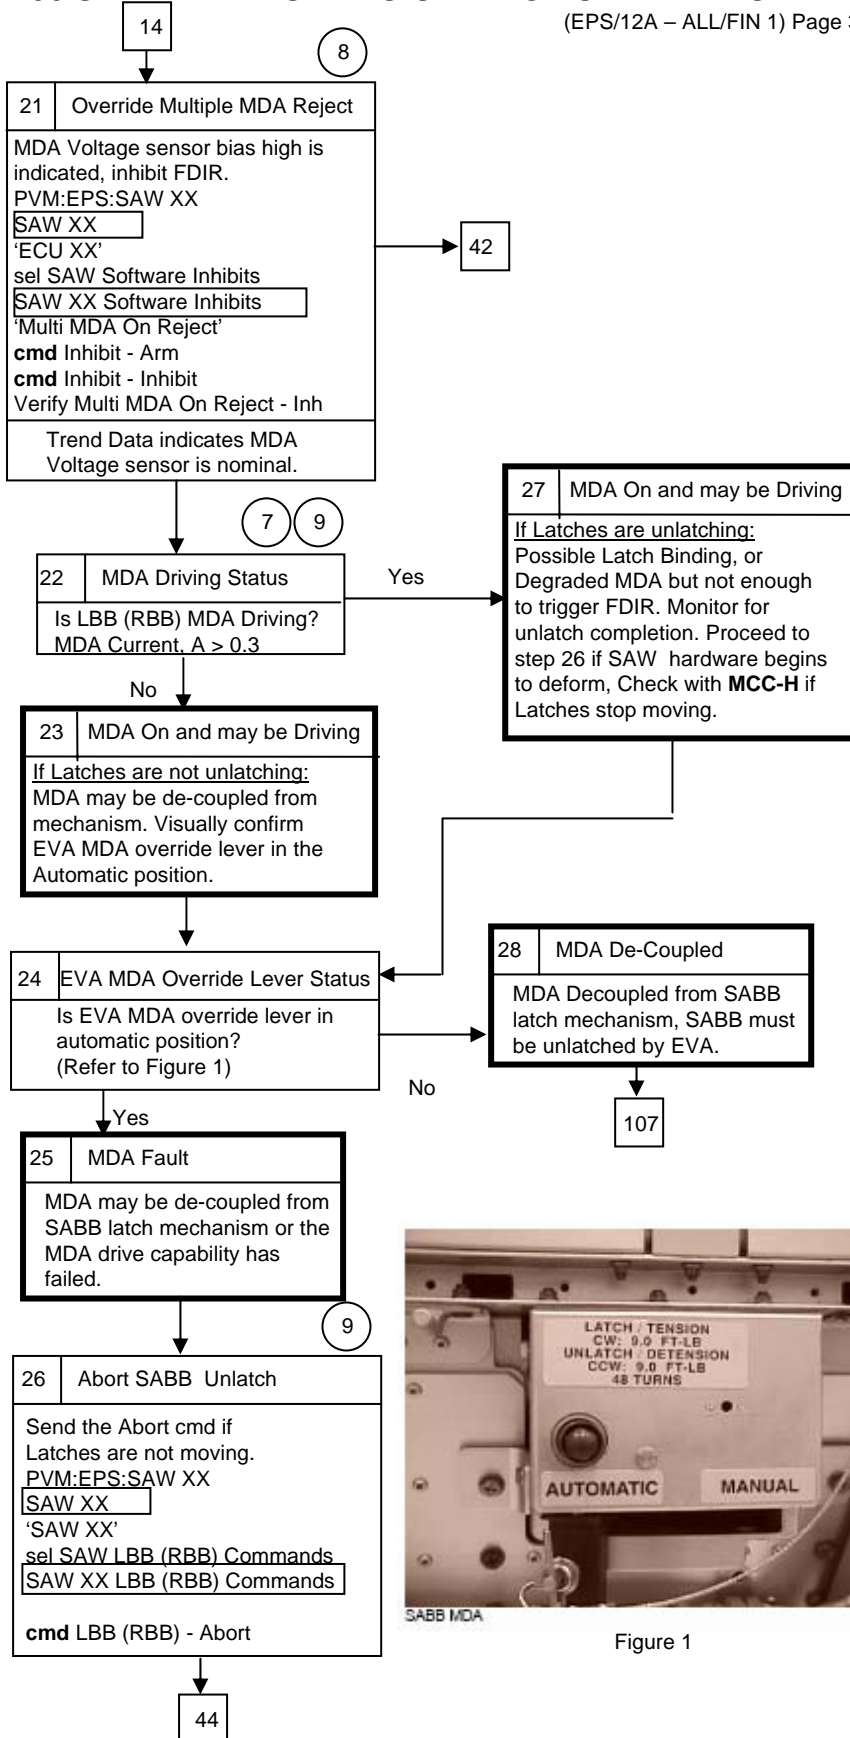 (EPS/12A – ALL/FIN 1) Page 3
14
8
21 Override Multiple MDA Reject
MDA Voltage sensor bias high is
indicated, inhibit FDIR.
PVM:EPS:SAW XX
SAW XX
‘ECU XX’
sel SAW Software Inhibits
SAW XX Software Inhibits
‘Multi MDA On Reject’
cmd Inhibit - Arm
cmd Inhibit - Inhibit
Verify Multi MDA On Reject - Inh
Trend Data indicates MDA
Voltage sensor is nominal.
42
7 9
22 MDA Driving Status
Is LBB (RBB) MDA Driving?
MDA Current, A > 0.3
Yes
No
27 MDA On and may be Driving
If Latches are unlatching:
Possible Latch Binding, or
Degraded MDA but not enough
to trigger FDIR. Monitor for
unlatch completion. Proceed to
step 26 if SAW hardware begins
to deform, Check with MCC-H if
Latches stop moving.
23 MDA On and may be Driving
If Latches are not unlatching:
MDA may be de-coupled from
mechanism. Visually confirm
EVA MDA override lever in the
Automatic position.
24 EVA MDA Override Lever Status
Is EVA MDA override lever in
automatic position?
(Refer to Figure 1)
No
Yes
28 MDA De-Coupled
MDA Decoupled from SABB
latch mechanism, SABB must
be unlatched by EVA.
107
25 MDA Fault
MDA may be de-coupled from
SABB latch mechanism or the
MDA drive capability has
failed.
9
26 Abort SABB Unlatch
Send the Abort cmd if
Latches are not moving.
PVM:EPS:SAW XX
SAW XX
‘SAW XX’
sel SAW LBB (RBB) Commands
SAW XX LBB (RBB) Commands
cmd LBB (RBB) - Abort
44
LATCH / TENSION
CW: 9.0 FT-LB
UNLATCH / DETENSION
CCW: 9.0 FT-LB
48 TURNS
AUTOMATIC MANUAL
SABB MDA
Figure 1